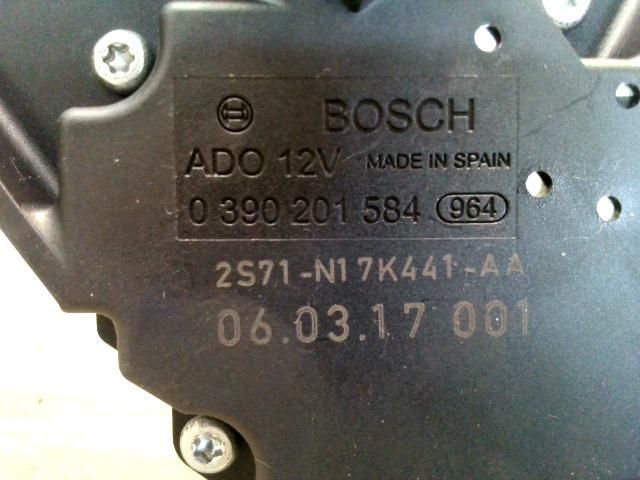 BOSCH
ADO 12V MADE IN SPAIN
0 390 201 584 964
2S71-N17K441-AA
06.03.17 001